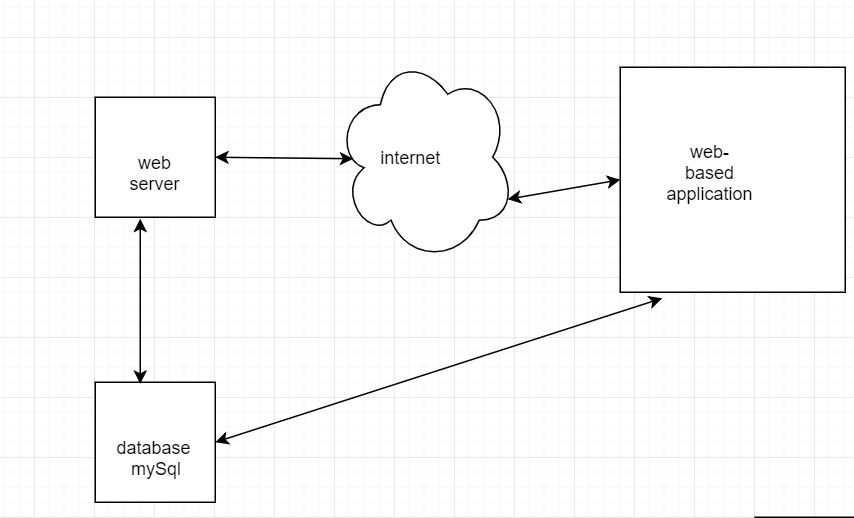 web
server
internet
web-
based
application
database
mySql